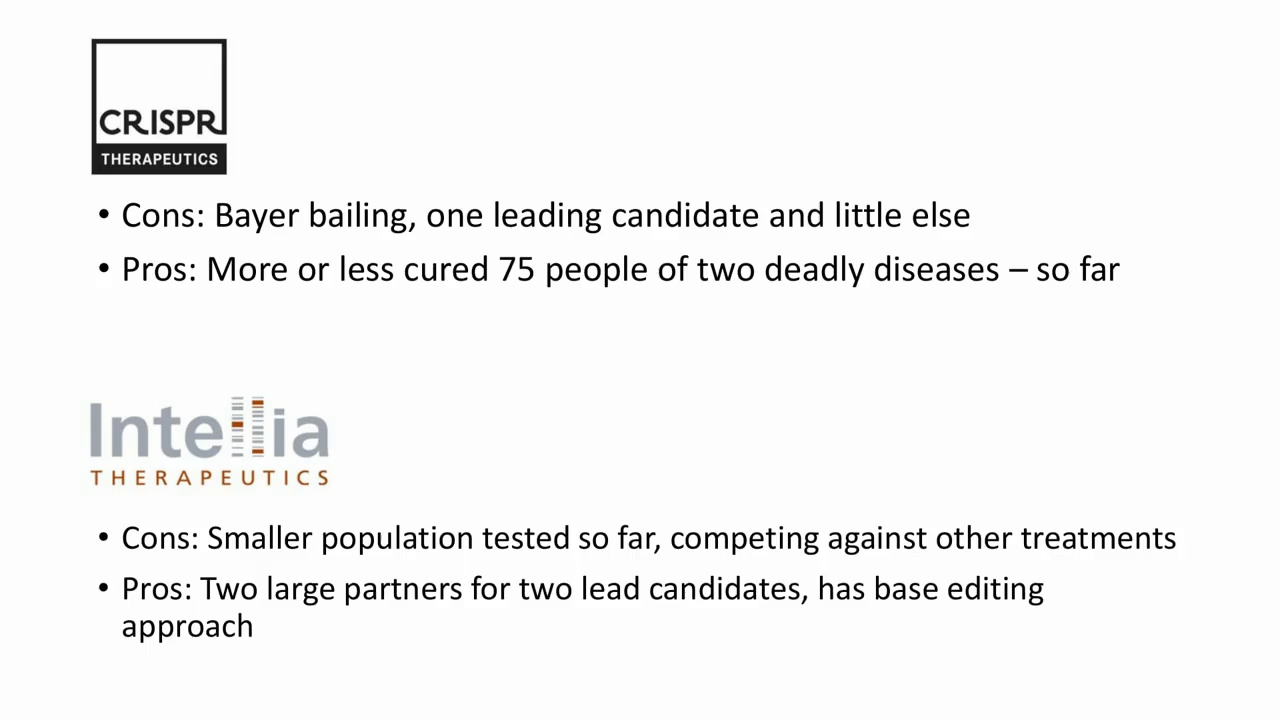 CRISPR
THERAPEUTICS
• Cons: Bayer bailing, one leading candidate and little else
• Pros: More or less cured 75 people of two deadly diseases – so far
Intellia
THERAPEUTICS
• Cons: Smaller population tested so far, competing against other treatments
• Pros: Two large partners for two lead candidates, has base editing
approach